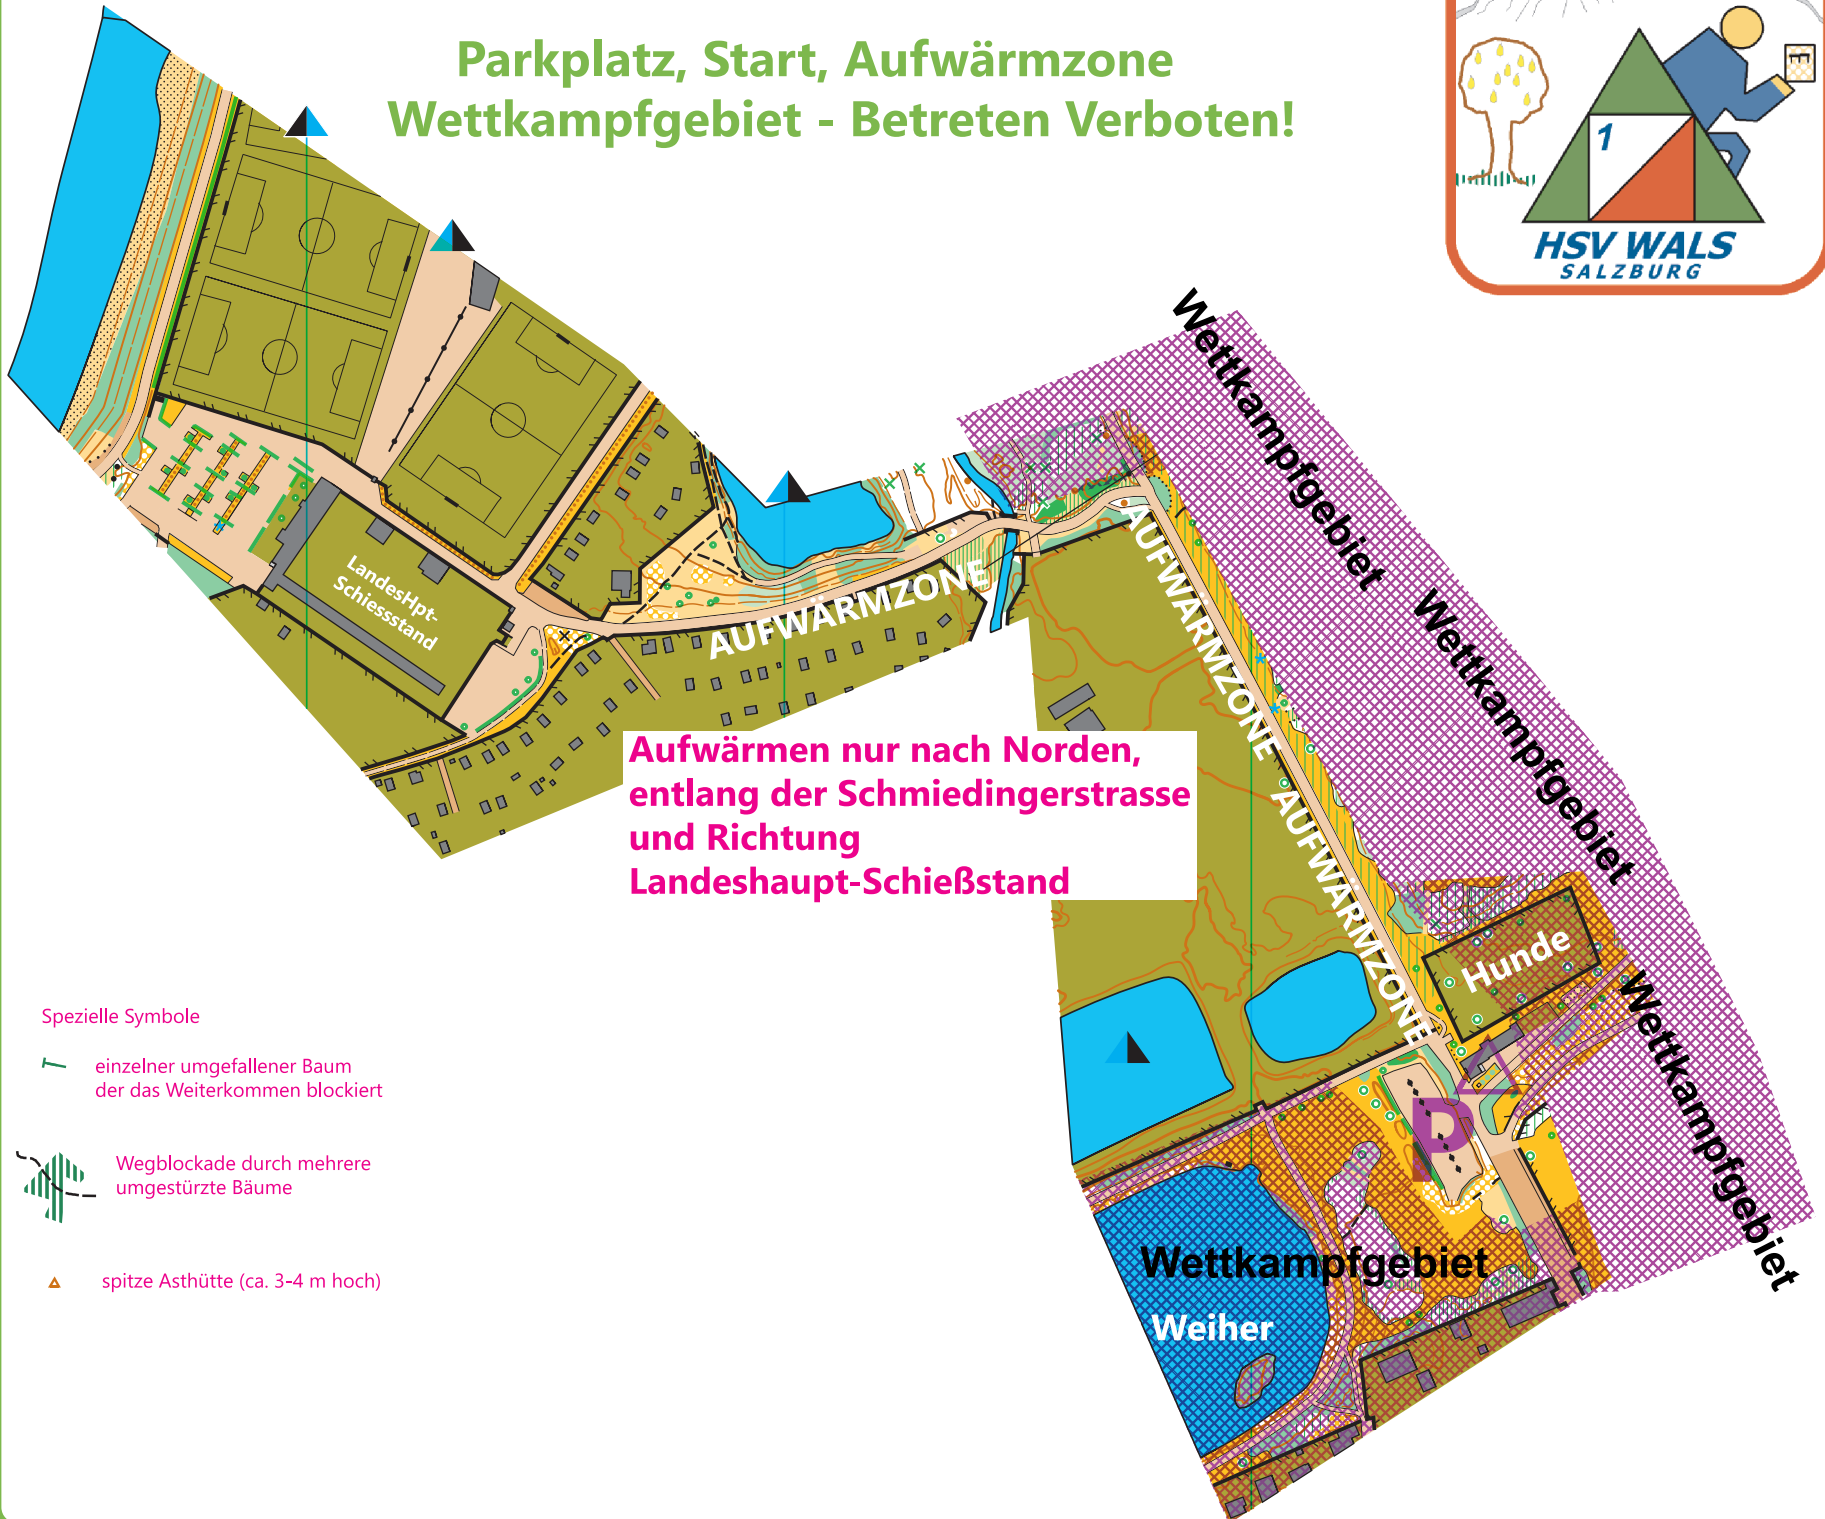 Parkplatz, Start, Aufwärmzone
Wettkampfgebiet - Betreten Verboten!
1
E
HSV WALS
SALZBURG
Wettkampfgebiet
Wettkampfgebiet
Wettkampfgebiet
LandesHpt-
Schiessstand
AUFWÄRMZONE
AUFWÄRMZONE
AUFWÄRMZONE
Aufwärmen nur nach Norden,
entlang der Schmiedingerstrasse
und Richtung
Landeshaupt-Schießstand
Hunde
P
Wettkampfgebiet
Weiher
Spezielle Symbole
einzelner umgefallener Baum
der das Weiterkommen blockiert
Wegblockade durch mehrere
umgestürzte Bäume
spitze Asthütte (ca. 3-4 m hoch)